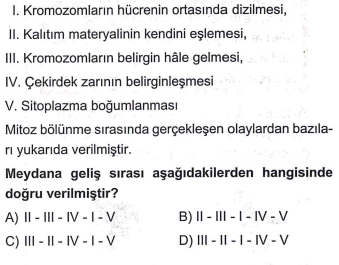 I. Kromozomların hücrenin ortasında dizilmesi,
II. Kalıtım materyalinin kendini eşlemesi,
III. Kromozomların belirgin hâle gelmesi,
IV. Çekirdek zarının belirginleşmesi
V. Sitoplazma boğumlanması
Mitoz bölünme sırasında gerçekleşen olaylardan bazıla-
rı yukarıda verilmiştir.
Meydana geliş sırası aşağıdakilerden hangisinde
doğru verilmiştir?
A) II - III - IV - I - V B) II - III - I - IV - V
C) III - II - IV - I - V D) III - II - I - IV - V